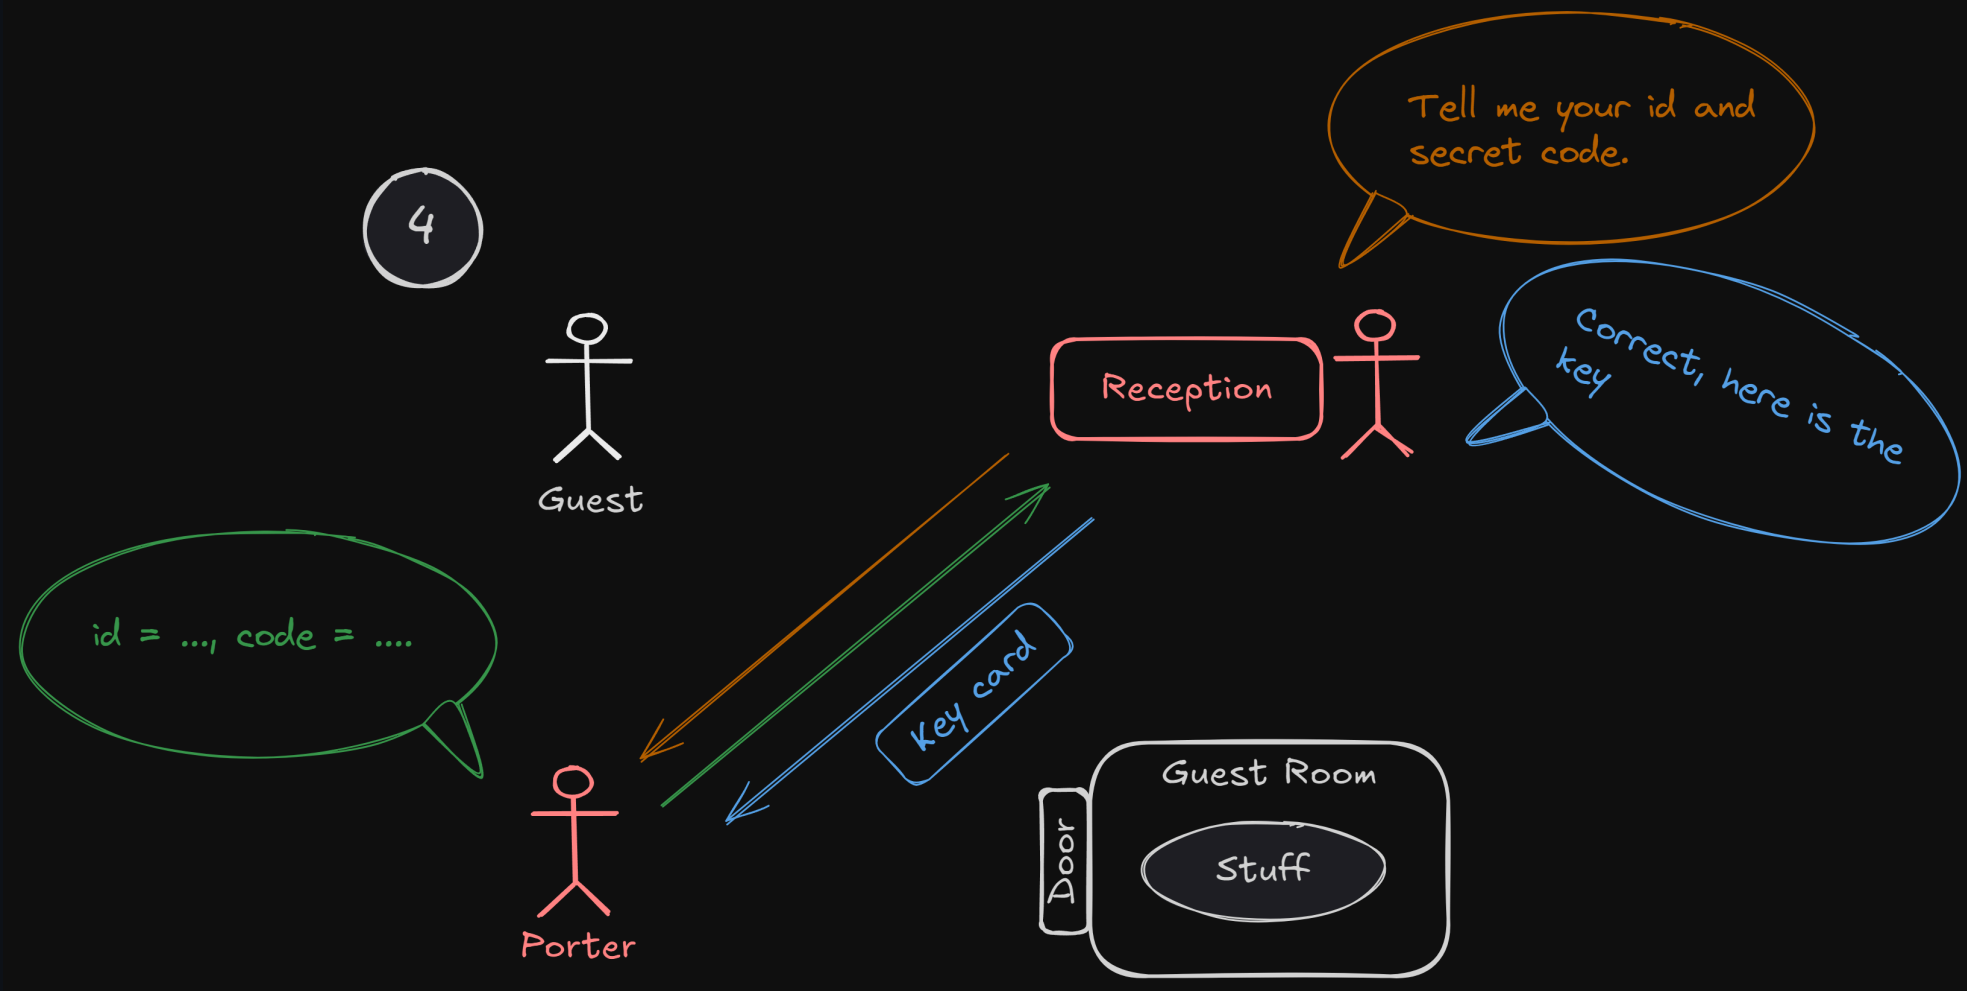 Tell me your id and
secret code.
4
Correct, here is the
key
Reception
Guest
id = ..., code = ....
Key card
Guest Room
Door
Stuff
Porter